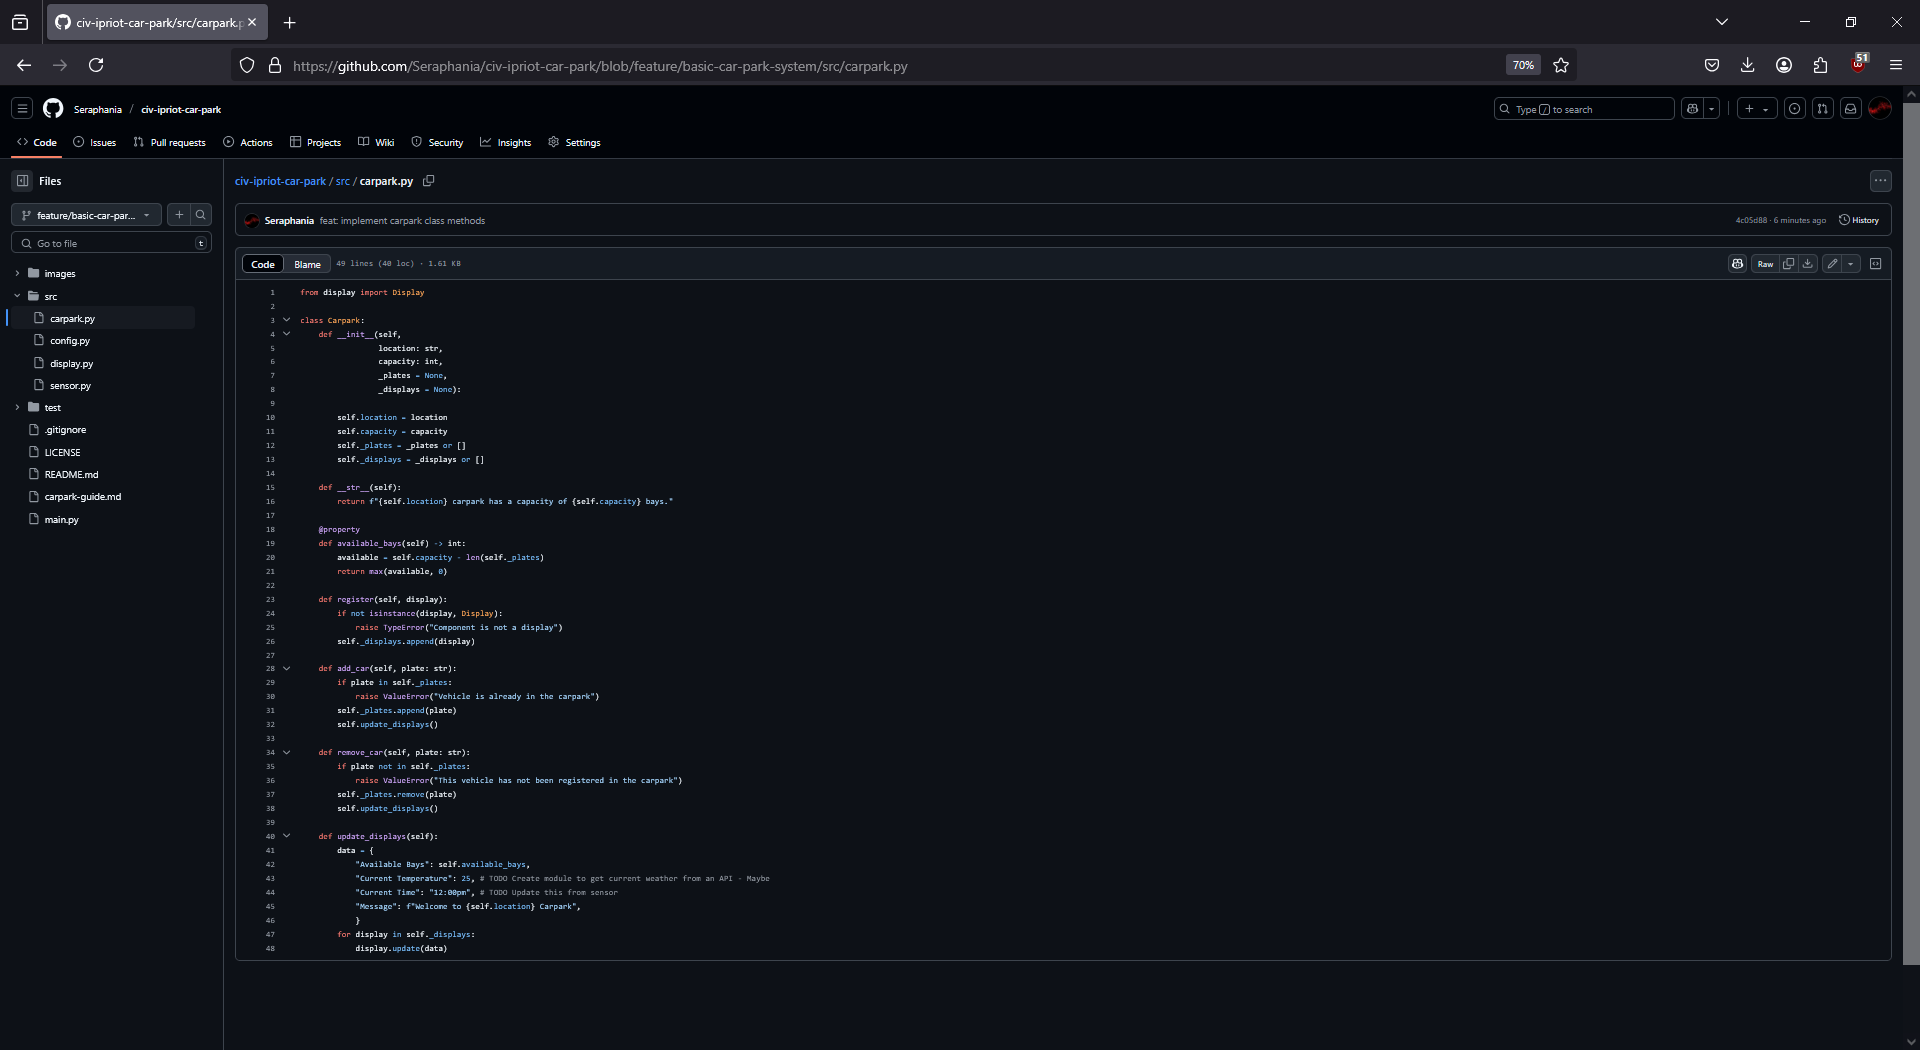 civ-ipriot-car-park/src/carpark.p
https://github.com/Seraphania/civ-ipriot-car-park/blob/feature/basic-car-park-system/src/carpark.py
70%
51
Seraphania / civ-ipriot-car-park
Type / to search
Code
Issues
Pull requests
Actions
Projects
Wiki
Security
Insights
Settings
Files
feature/basic-car-par...
Go to file
t
images
src
carpark.py
config.py
display.py
sensor.py
test
.gitignore
LICENSE
README.md
carpark-guide.md
main.py
civ-ipriot-car-park / src / carpark.py
Seraphania feat: implement carpark class methods
4c05d88 · 6 minutes ago
History
Code
Blame
49 lines (40 loc) · 1.61 KB
Raw
1 from display import Display
2
3 class Carpark:
4     def __init__(self,
5                  location: str,
6                  capacity: int,
7                  _plates = None,
8                  _displays = None):
9
10         self.location = location
11         self.capacity = capacity
12         self._plates = _plates or []
13         self._displays = _displays or []
14
15     def __str__(self):
16         return f"{self.location} carpark has a capacity of {self.capacity} bays."
17
18     @property
19     def available_bays(self) -> int:
20         available = self.capacity - len(self._plates)
21         return max(available, 0)
22
23     def register(self, display):
24         if not isinstance(display, Display):
25             raise TypeError("Component is not a display")
26         self._displays.append(display)
27
28     def add_car(self, plate: str):
29         if plate in self._plates:
30             raise ValueError("Vehicle is already in the carpark")
31         self._plates.append(plate)
32         self.update_displays()
33
34     def remove_car(self, plate: str):
35         if plate not in self._plates:
36             raise ValueError("This vehicle has not been registered in the carpark")
37         self._plates.remove(plate)
38         self.update_displays()
39
40     def update_displays(self):
41         data = {
42             "Available Bays": self.available_bays,
43             "Current Temperature": 25, # TODO Create module to get current weather from an API - Maybe
44             "Current Time": "12:00pm", # TODO Update this from sensor
45             "Message": f"Welcome to {self.location} Carpark",
46             }
47         for display in self._displays:
48             display.update(data)